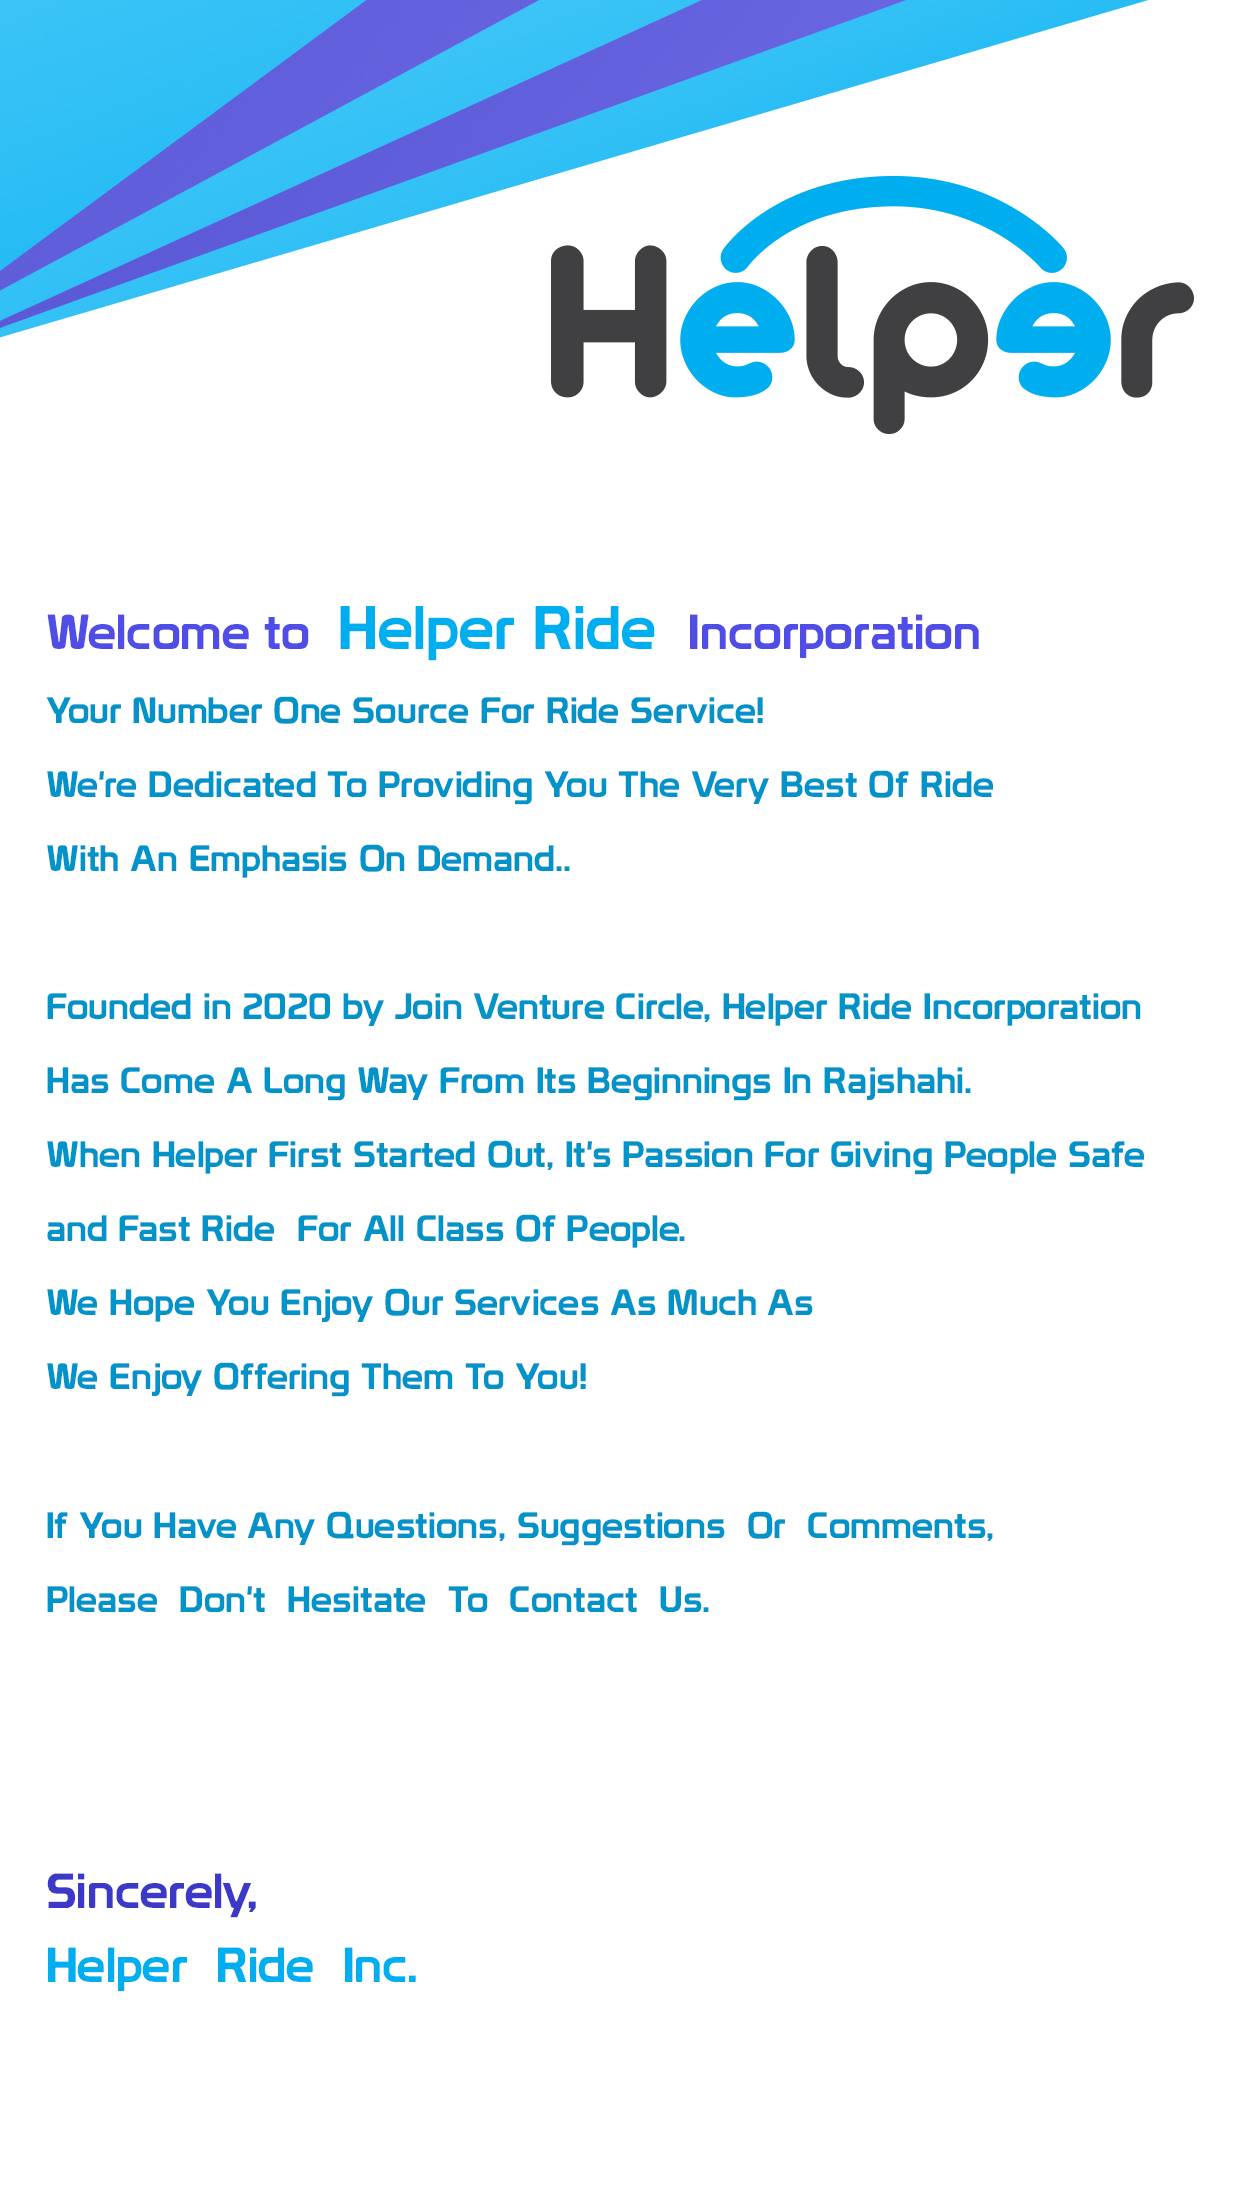 Helper
Welcome to Helper Ride Incorporation
Your Number One Source For Ride Service!
We're Dedicated To Providing You The Very Best Of Ride
With An Emphasis On Demand..
Founded in 2020 by Join Venture Circle, Helper Ride Incorporation
Has Come A Long Way From Its Beginnings In Rajshahi.
When Helper First Started Out, It's Passion For Giving People Safe
and Fast Ride For All Class Of People.
We Hope You Enjoy Our Services As Much As
We Enjoy Offering Them To You!
If You Have Any Questions, Suggestions Or Comments,
Please Don't Hesitate To Contact Us.
Sincerely,
Helper Ride Inc.